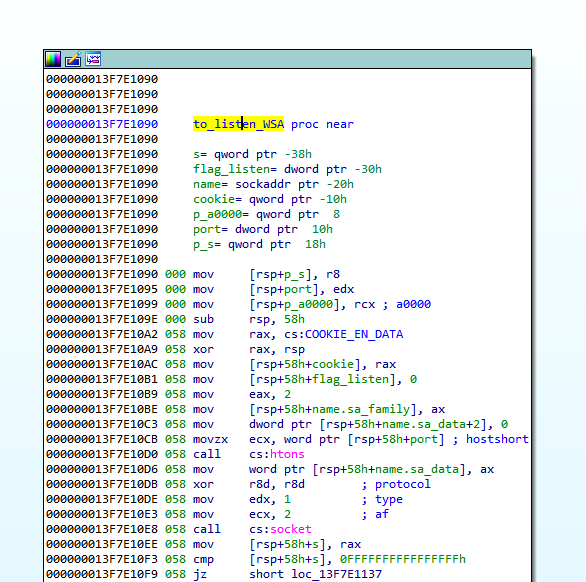 000000013F7E1090
000000013F7E1090
000000013F7E1090
000000013F7E1090 to_listen_WSA proc near
000000013F7E1090
000000013F7E1090 s= qword ptr -38h
000000013F7E1090 flag_listen= dword ptr -30h
000000013F7E1090 name= sockaddr ptr -20h
000000013F7E1090 cookie= qword ptr -10h
000000013F7E1090 p_a0000= qword ptr  8
000000013F7E1090 port= dword ptr  10h
000000013F7E1090 p_s= qword ptr  18h
000000013F7E1090
000000013F7E1090 000 mov     [rsp+p_s], r8
000000013F7E1095 000 mov     [rsp+port], edx
000000013F7E1099 000 mov     [rsp+p_a0000], rcx ; a0000
000000013F7E109E 000 sub     rsp, 58h
000000013F7E10A2 058 mov     rax, cs:COOKIE_EN_DATA
000000013F7E10A9 058 xor     rax, rsp
000000013F7E10AC 058 mov     [rsp+58h+cookie], rax
000000013F7E10B1 058 mov     [rsp+58h+flag_listen], 0
000000013F7E10B9 058 mov     eax, 2
000000013F7E10BE 058 mov     [rsp+58h+name.sa_family], ax
000000013F7E10C3 058 mov     dword ptr [rsp+58h+name.sa_data+2], 0
000000013F7E10CB 058 movzx   ecx, word ptr [rsp+58h+port] ; hostshort
000000013F7E10D0 058 call    cs:htons
000000013F7E10D6 058 mov     word ptr [rsp+58h+name.sa_data], ax
000000013F7E10DB 058 xor     r8d, r8d        ; protocol
000000013F7E10DE 058 mov     edx, 1          ; type
000000013F7E10E3 058 mov     ecx, 2          ; af
000000013F7E10E8 058 call    cs:socket
000000013F7E10EE 058 mov     [rsp+58h+s], rax
000000013F7E10F3 058 cmp     [rsp+58h+s], 0FFFFFFFFFFFFFFFFh
000000013F7E10F9 058 jz      short loc_13F7E1137